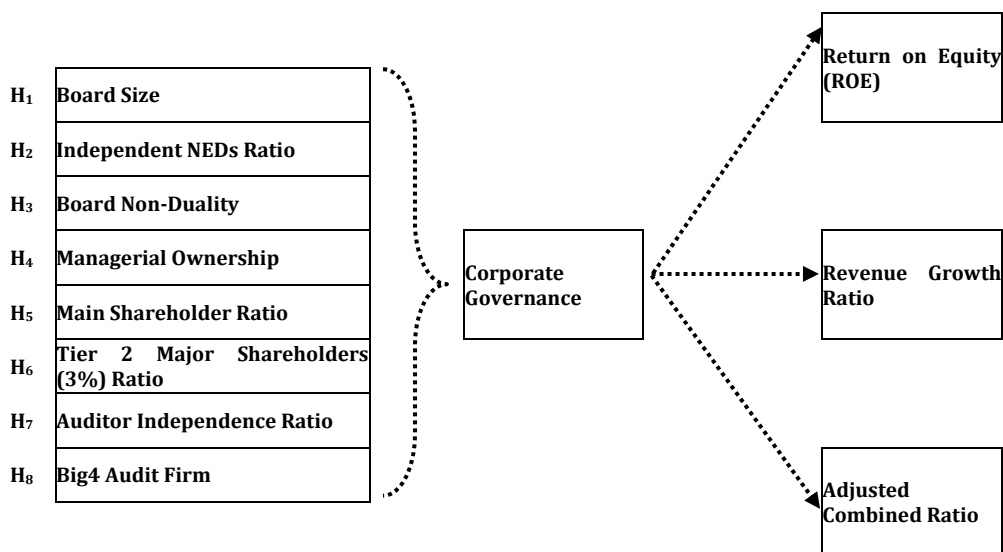 H₁ Board Size
H₂ Independent NEDs Ratio
H₃ Board Non-Duality
H₄ Managerial Ownership
H₅ Main Shareholder Ratio
H₆ Tier 2 Major Shareholders
(3%) Ratio
H₇ Auditor Independence Ratio
H₈ Big4 Audit Firm
Corporate
Governance
Return on Equity
(ROE)
Revenue Growth
Ratio
Adjusted
Combined Ratio